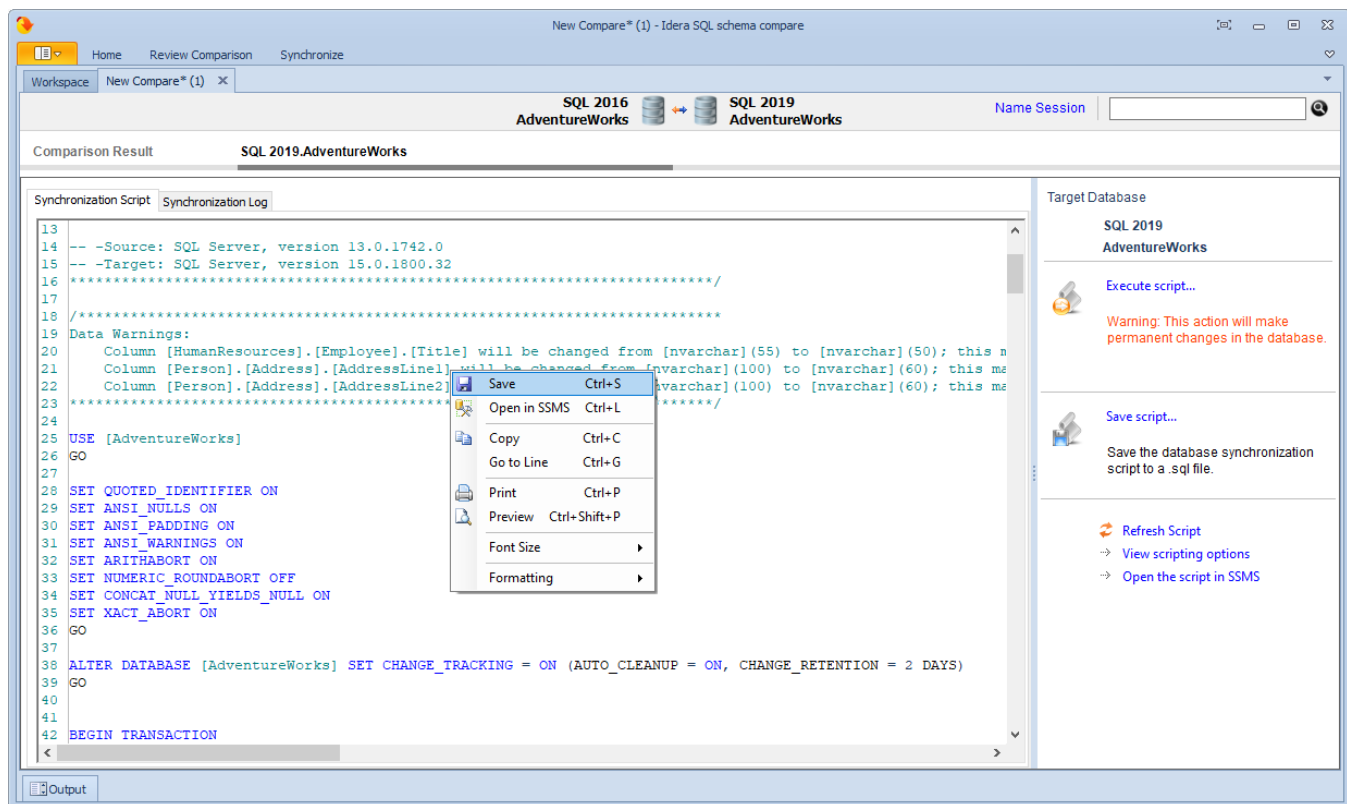 New Compare* (1) - Idera SQL schema compare
Home Review Comparison Synchronize
Workspace New Compare* (1)
SQL 2016 SQL 2019
AdventureWorks AdventureWorks
Name Session
Comparison Result SQL 2019.AdventureWorks
Synchronization Script Synchronization Log
13
14 -- -Source: SQL Server, version 13.0.1742.0
15 -- -Target: SQL Server, version 15.0.1800.32
16 **************************************************************************/
17
18 /**************************************************************************
19 Data Warnings:
20 Column [HumanResources].[Employee].[Title] will be changed from [nvarchar](55) to [nvarchar](50); this m
21 Column [Person].[Address].[AddressLine1] will be changed from [nvarchar](100) to [nvarchar](60); this ma
22 Column [Person].[Address].[AddressLine2] nvarchar](100) to [nvarchar](60); this ma
23 ******************************************** ******/
24
25 USE [AdventureWorks]
26 GO
27
28 SET QUOTED_IDENTIFIER ON
29 SET ANSI_NULLS ON
30 SET ANSI_PADDING ON
31 SET ANSI_WARNINGS ON
32 SET ARITHABORT ON
33 SET NUMERIC_ROUNDABORT OFF
34 SET CONCAT_NULL_YIELDS_NULL ON
35 SET XACT_ABORT ON
36 GO
37
38 ALTER DATABASE [AdventureWorks] SET CHANGE_TRACKING = ON (AUTO_CLEANUP = ON, CHANGE_RETENTION = 2 DAYS)
39 GO
40
41
42 BEGIN TRANSACTION
Save Ctrl+S
Open in SSMS Ctrl+L
Copy Ctrl+C
Go to Line Ctrl+G
Print Ctrl+P
Preview Ctrl+Shift+P
Font Size
Formatting
Target Database
SQL 2019
AdventureWorks
Execute script...
Warning: This action will make
permanent changes in the database.
Save script...
Save the database synchronization
script to a .sql file.
Refresh Script
View scripting options
Open the script in SSMS
Output